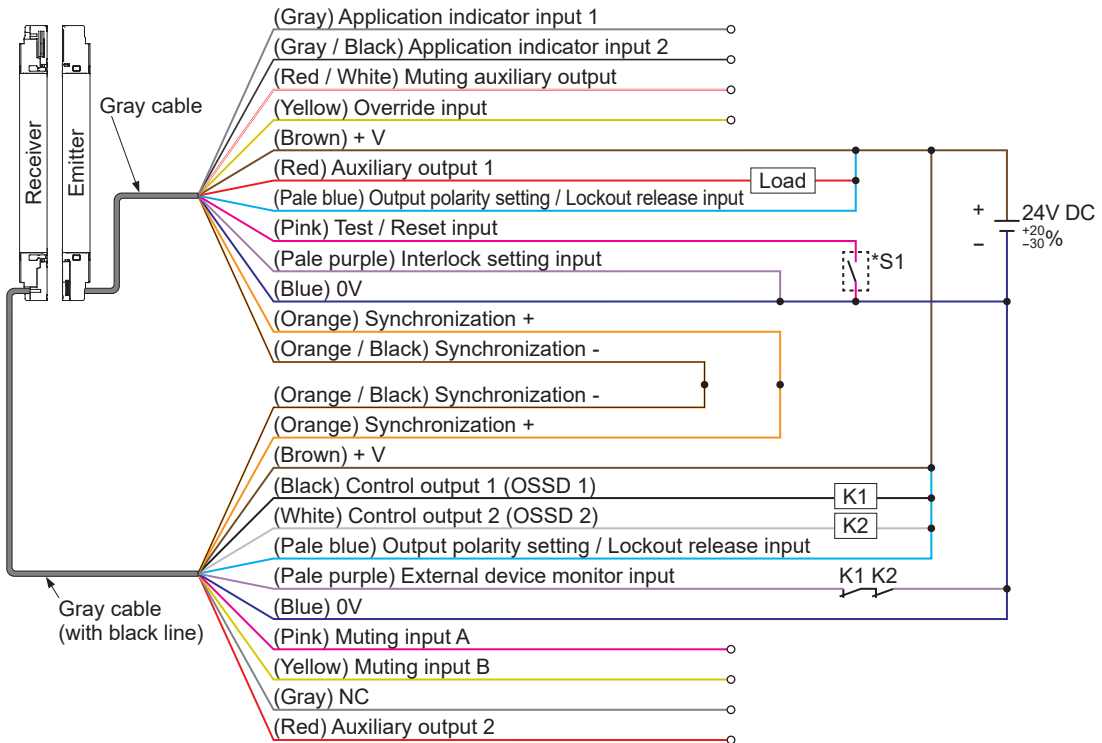 (Gray) Application indicator input 1
(Gray / Black) Application indicator input 2
(Red / White) Muting auxiliary output
(Yellow) Override input
(Brown) + V
(Red) Auxiliary output 1
Load
(Pale blue) Output polarity setting / Lockout release input
(Pink) Test / Reset input
(Pale purple) Interlock setting input
(Blue) 0V
(Orange) Synchronization +
(Orange / Black) Synchronization -
Gray cable
Receiver
Emitter
*S1
+
−
24V DC
+20
−30%
(Orange / Black) Synchronization -
(Orange) Synchronization +
(Brown) + V
(Black) Control output 1 (OSSD 1)
K1
(White) Control output 2 (OSSD 2)
K2
(Pale blue) Output polarity setting / Lockout release input
(Pale purple) External device monitor input
K1 K2
(Blue) 0V
(Pink) Muting input A
(Yellow) Muting input B
(Gray) NC
(Red) Auxiliary output 2
Gray cable
(with black line)